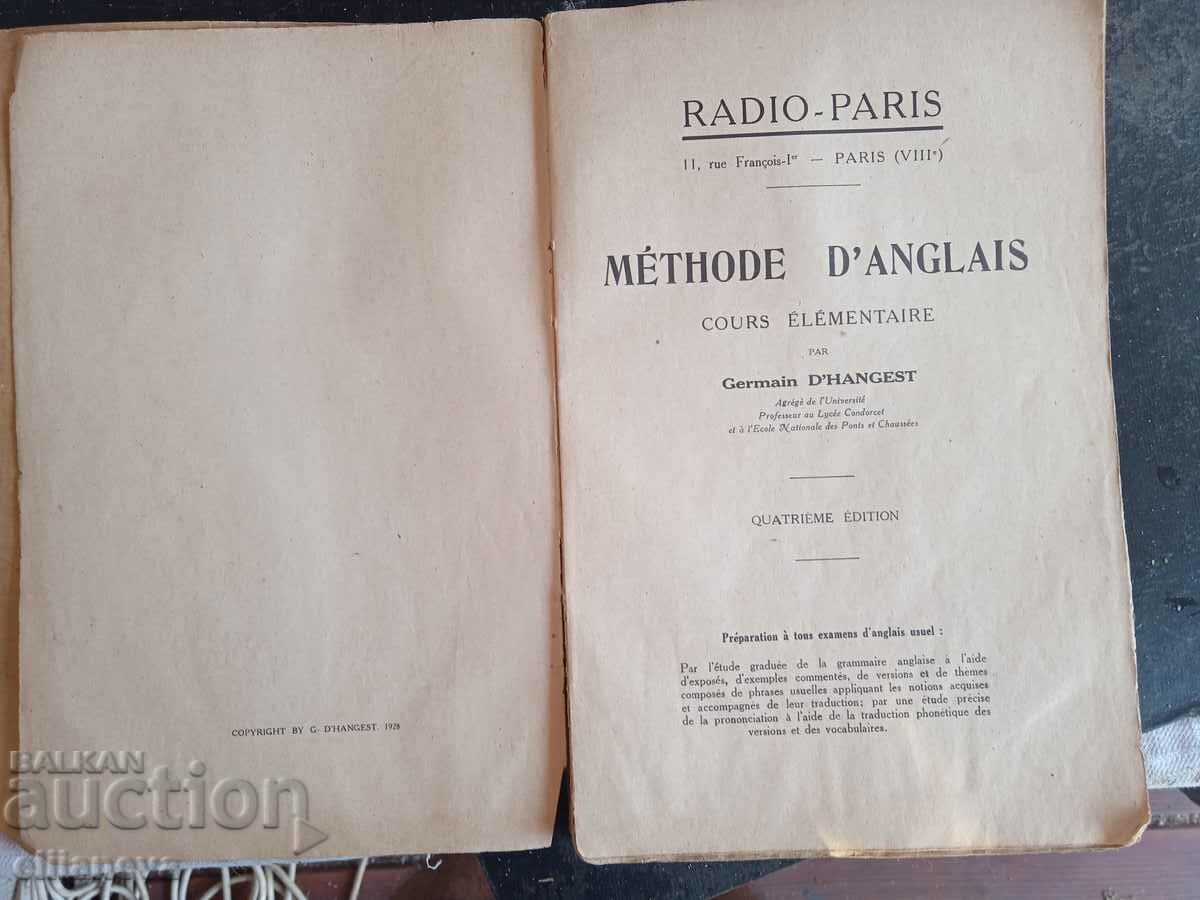 COPYRIGHT BY G. D'HANGEST. 1928
RADIO-PARIS
11, rue François-Ier — PARIS (VIIIe)
MÉTHODE D'ANGLAIS
COURS ÉLÉMENTAIRE
PAR
Germain D'HANGEST
Agrégé de l'Université
Professeur au Lycée Condorcet
et à l'Ecole Nationale des Ponts et Chaussées
QUATRIÈME ÉDITION
Préparation à tous examens d'anglais usuel :
Par l'étude graduée de la grammaire anglaise à l'aide
d'exposés, d'exemples commentés, de versions et de thèmes
composés de phrases usuelles appliquant les notions acquises
et accompagnés de leur traduction; par une étude précise
de la prononciation à l'aide de la traduction phonétique des
versions et des vocabulaires.
BALKAN
auction
elijaneva